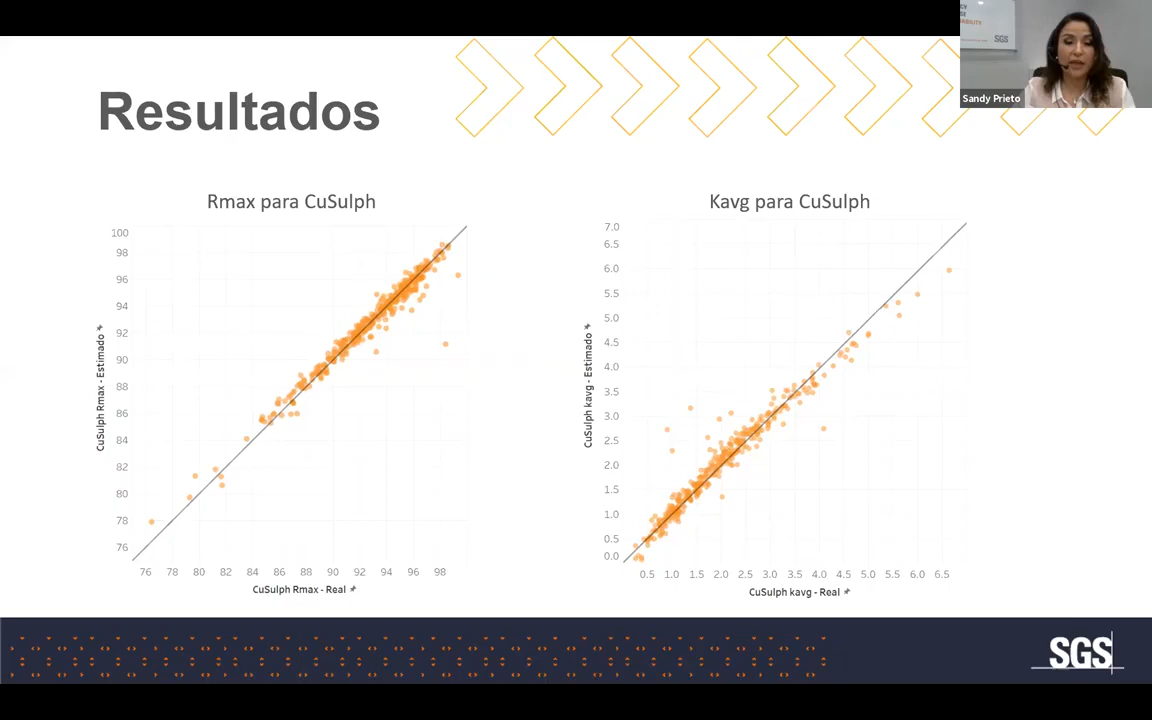 CY
SE
ABILITY
SGS
Sandy Prieto
Resultados
Rmax para CuSulph
100
98
96
94
92
90
88
86
84
82
80
78
76
CuSulph Rmax - Estimado
76 78 80 82 84 86 88 90 92 94 96 98
CuSulph Rmax - Real
Kavg para CuSulph
7.0
6.5
6.0
5.5
5.0
4.5
4.0
3.5
3.0
2.5
2.0
1.5
1.0
0.5
0.0
CuSulph kavg - Estimado
0.5 1.0 1.5 2.0 2.5 3.0 3.5 4.0 4.5 5.0 5.5 6.0 6.5
CuSulph kavg - Real
SGS